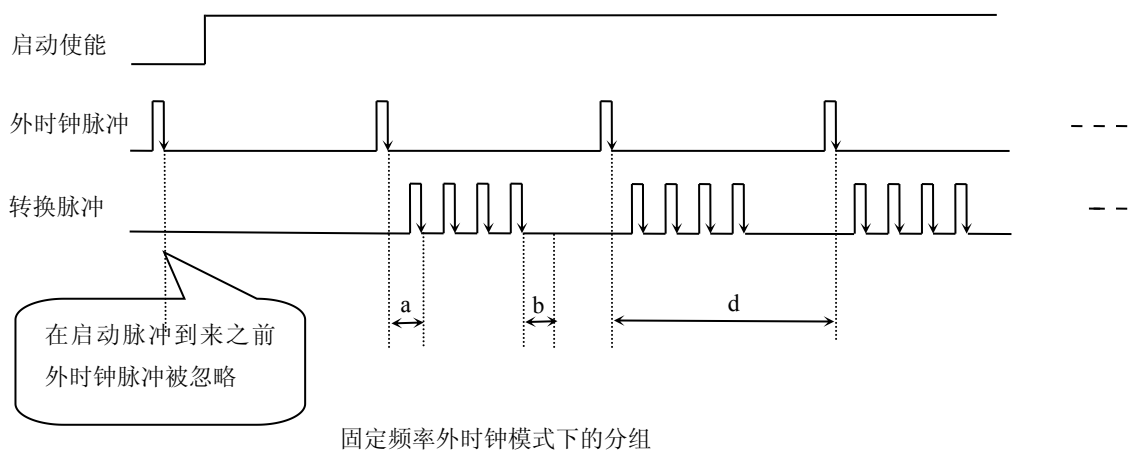 启动使能
外时钟脉冲
转换脉冲
a
b
d
在启动脉冲到来之前
外时钟脉冲被忽略
固定频率外时钟模式下的分组